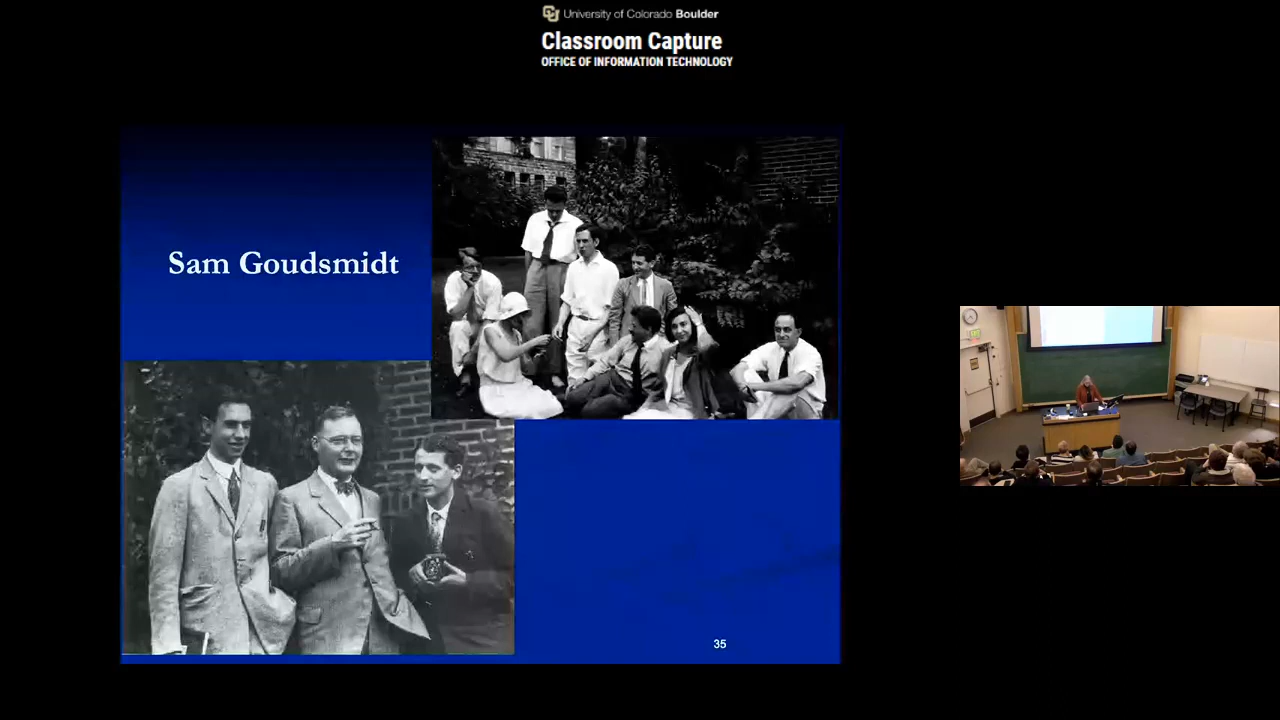 University of Colorado Boulder
Classroom Capture
OFFICE OF INFORMATION TECHNOLOGY
Sam Goudsmidt
35